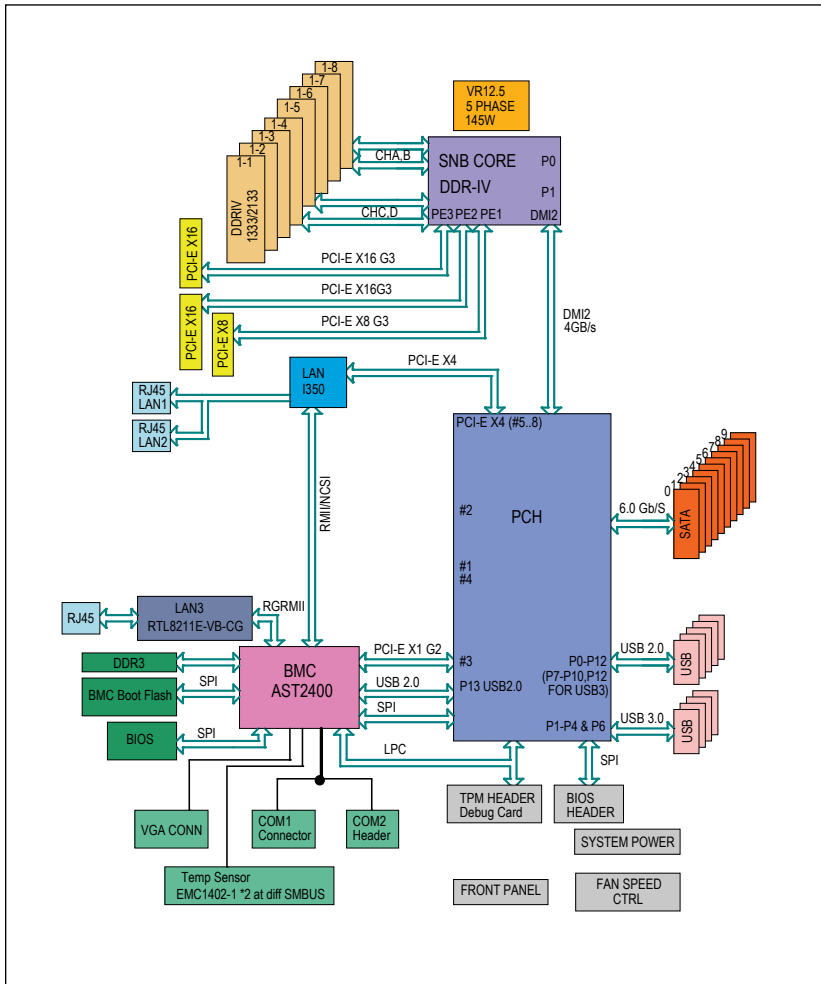 1-8
1-7
1-6
1-5
1-4
1-3
1-2
1-1
DDRIV
1333/2133
VR12.5
5 PHASE
145W
SNB CORE
DDR-IV
P0
P1
PE3 PE2 PE1
DMI2
CHA,B
CHC,D
PCI-E X16
PCI-E X16 G3
PCI-E X16
PCI-E X16G3
PCI-E X8
PCI-E X8 G3
DMI2
4GB/s
PCI-E X4
LAN
I350
RJ45
LAN1
RJ45
LAN2
RMII/NCSI
PCI-E X4 (#5..8)
PCH
#2
#1
#4
#3
P13 USB2.0
P0-P12
(P7-P10,P12
FOR USB3)
P1-P4 & P6
6.0 Gb/S
0
1
2
3
4
5
6
7
8
9
SATA
USB 2.0
USB
USB 3.0
USB
RJ45
LAN3
RTL8211E-VB-CG
RGRMII
DDR3
BMC Boot Flash
SPI
BIOS
SPI
BMC
AST2400
PCI-E X1 G2
USB 2.0
SPI
LPC
SPI
VGA CONN
COM1
Connector
COM2
Header
TPM HEADER
Debug Card
BIOS
HEADER
SYSTEM POWER
Temp Sensor
EMC1402-1 *2 at diff SMBUS
FRONT PANEL
FAN SPEED
CTRL